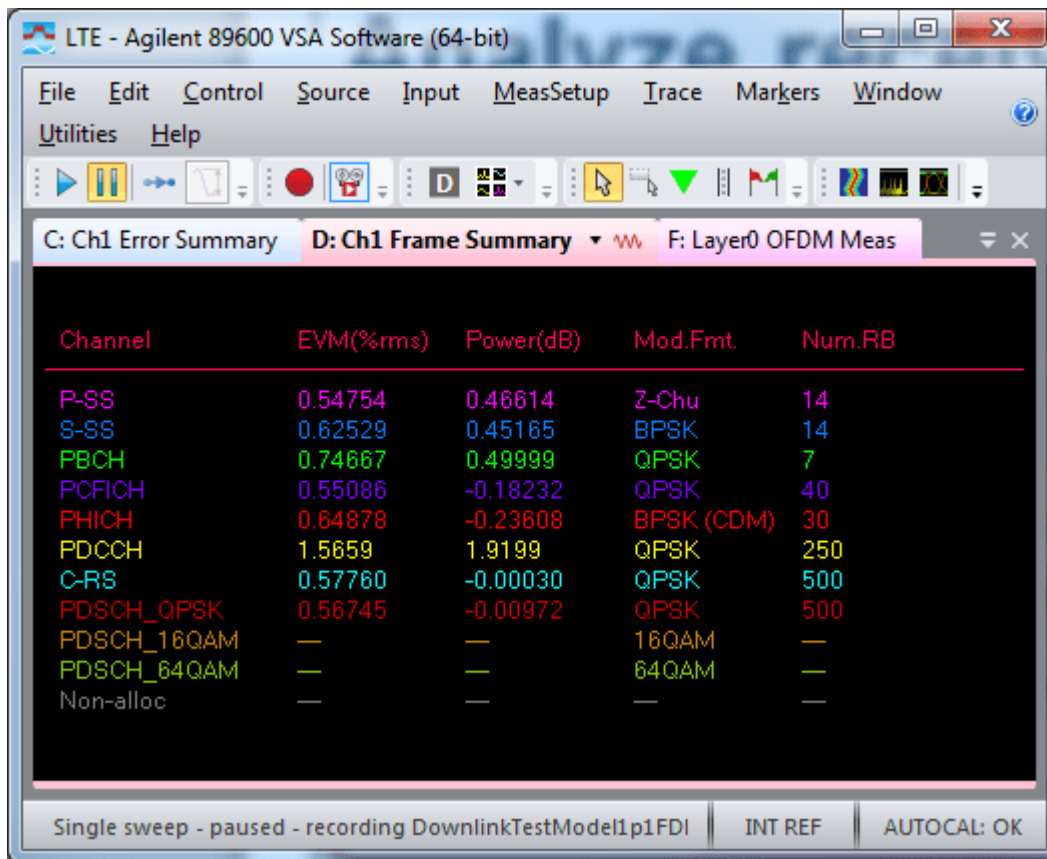 LTE - Agilent 89600 VSA Software (64-bit)
Analyze
File Edit Control Source Input MeasSetup Trace Markers Window
Utilities Help
D
C: Ch1 Error Summary D: Ch1 Frame Summary F: Layer0 OFDM Meas
Channel EVM(%rms) Power(dB) Mod.Fmt. Num.RB
P-SS 0.54754 0.46614 Z-Chu 14
S-SS 0.62529 0.45165 BPSK 14
PBCH 0.74667 0.49999 QPSK 7
PCFICH 0.55086 -0.18232 QPSK 40
PHICH 0.64878 -0.23608 BPSK (CDM) 30
PDCCH 1.5659 1.9199 QPSK 250
C-RS 0.57760 -0.00030 QPSK 500
PDSCH_QPSK 0.56745 -0.00972 QPSK 500
PDSCH_16QAM — — 16QAM —
PDSCH_64QAM — — 64QAM —
Non-alloc — — — —
Single sweep - paused - recording DownlinkTestModel1p1FDI INT REF AUTOCAL: OK